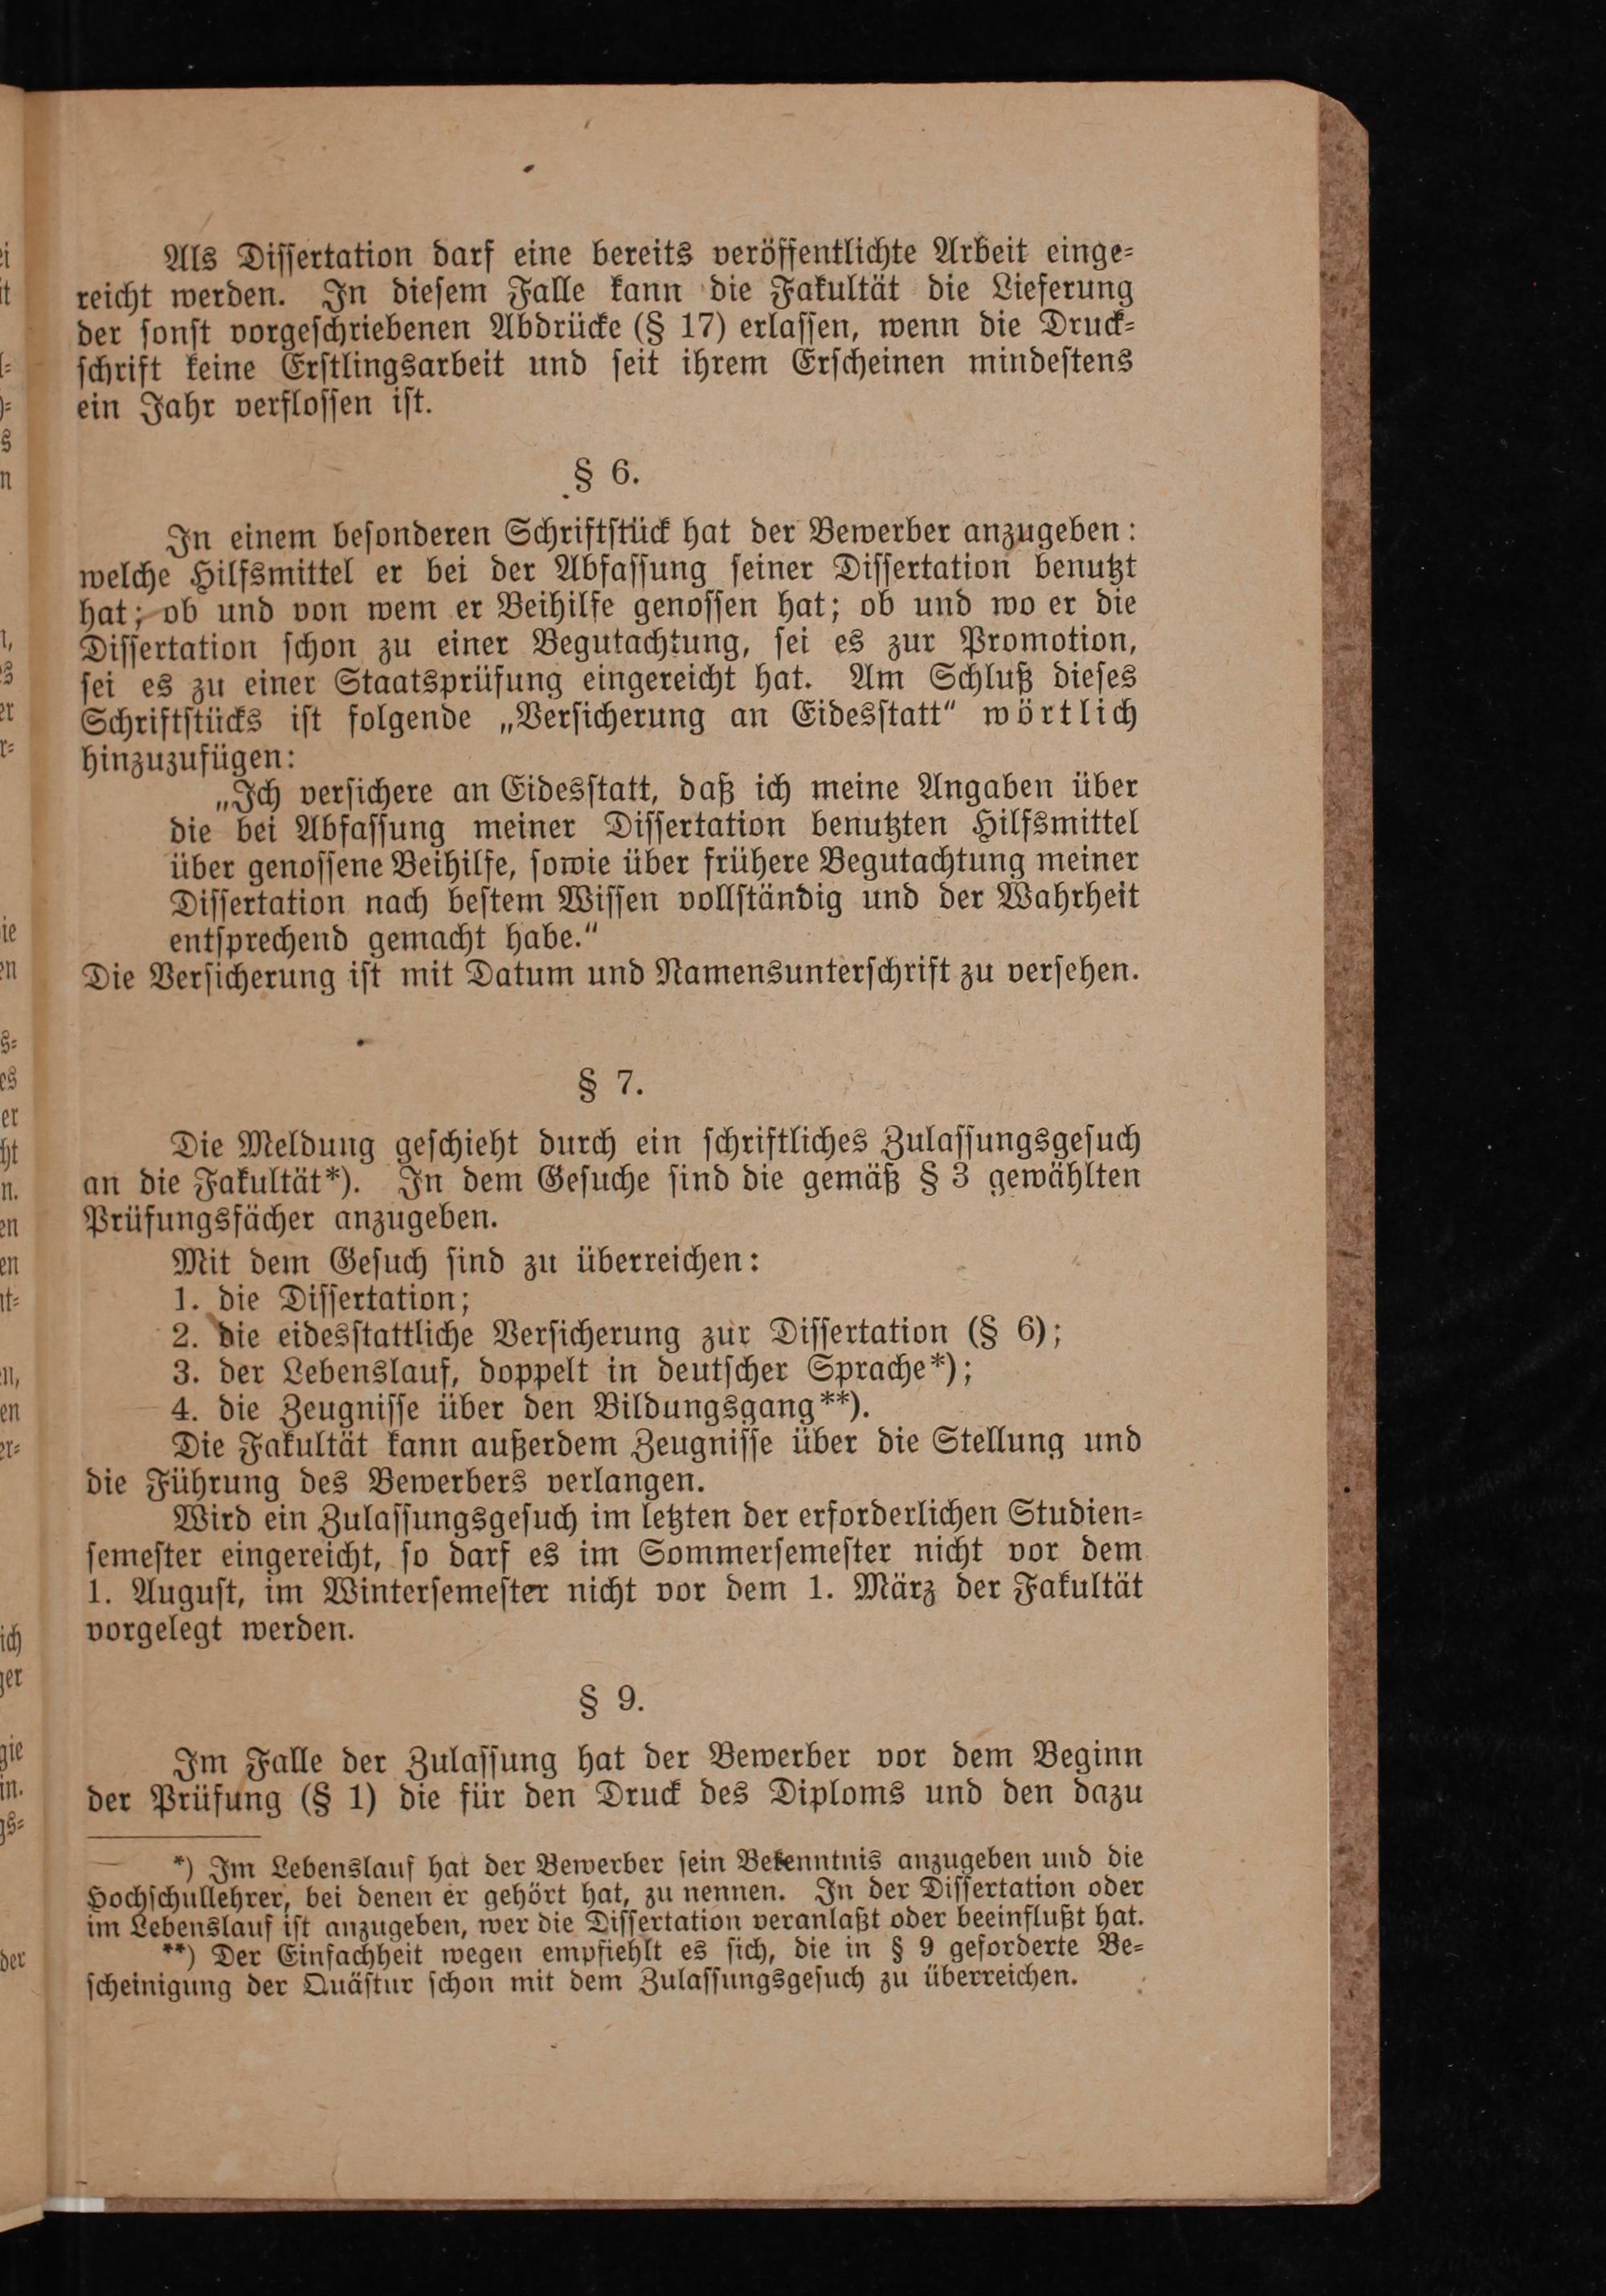 Als Diſſertation darf eine bereits veröffentlichte Arbeit einge-
reicht werden. In dieſem Falle kann die Fakultät die Lieferung
der ſonſt vorgeſchriebenen Abdrücke (§ 17) erlaſſen, wenn die Druck-
ſchrift keine Erſtlingsarbeit und ſeit ihrem Erſcheinen mindeſtens
ein Jahr verfloſſen iſt.
§ 6.
In einem beſonderen Schriftſtück hat der Bewerber anzugeben:
welche Hilfsmittel er bei der Abfaſſung ſeiner Diſſertation benutzt
hat; ob und von wem er Beihilfe genoſſen hat; ob und wo er die
Diſſertation ſchon zu einer Begutachtung, ſei es zur Promotion,
ſei es zu einer Staatsprüfung eingereicht hat. Am Schluß dieſes
Schriftſtücks iſt folgende „Verſicherung an Eidesſtatt“ wörtlich
hinzuzufügen:
„Ich verſichere an Eidesſtatt, daß ich meine Angaben über
die bei Abfaſſung meiner Diſſertation benutzten Hilfsmittel
über genoſſene Beihilfe, ſowie über frühere Begutachtung meiner
Diſſertation nach beſtem Wiſſen vollſtändig und der Wahrheit
entſprechend gemacht habe.“
Die Verſicherung iſt mit Datum und Namensunterſchrift zu verſehen.
§ 7.
Die Meldung geſchieht durch ein ſchriftliches Zulaſſungsgeſuch
an die Fakultät*). In dem Geſuche ſind die gemäß § 3 gewählten
Prüfungsfächer anzugeben.
Mit dem Geſuch ſind zu überreichen:
1. die Diſſertation;
2. die eidesſtattliche Verſicherung zur Diſſertation (§ 6);
3. der Lebenslauf, doppelt in deutſcher Sprache*);
4. die Zeugniſſe über den Bildungsgang**).
Die Fakultät kann außerdem Zeugniſſe über die Stellung und
die Führung des Bewerbers verlangen.
Wird ein Zulaſſungsgeſuch im letzten der erforderlichen Studien-
ſemeſter eingereicht, ſo darf es im Sommerſemeſter nicht vor dem
1. Auguſt, im Winterſemeſter nicht vor dem 1. März der Fakultät
vorgelegt werden.
§ 9.
Im Falle der Zulaſſung hat der Bewerber vor dem Beginn
der Prüfung (§ 1) die für den Druck des Diploms und den dazu
*) Im Lebenslauf hat der Bewerber ſein Bekenntnis anzugeben und die
Hochſchullehrer, bei denen er gehört hat, zu nennen. In der Diſſertation oder
im Lebenslauf iſt anzugeben, wer die Diſſertation veranlaßt oder beeinflußt hat.
**) Der Einfachheit wegen empfiehlt es ſich, die in § 9 geforderte Be-
ſcheinigung der Quäſtur ſchon mit dem Zulaſſungsgeſuch zu überreichen.